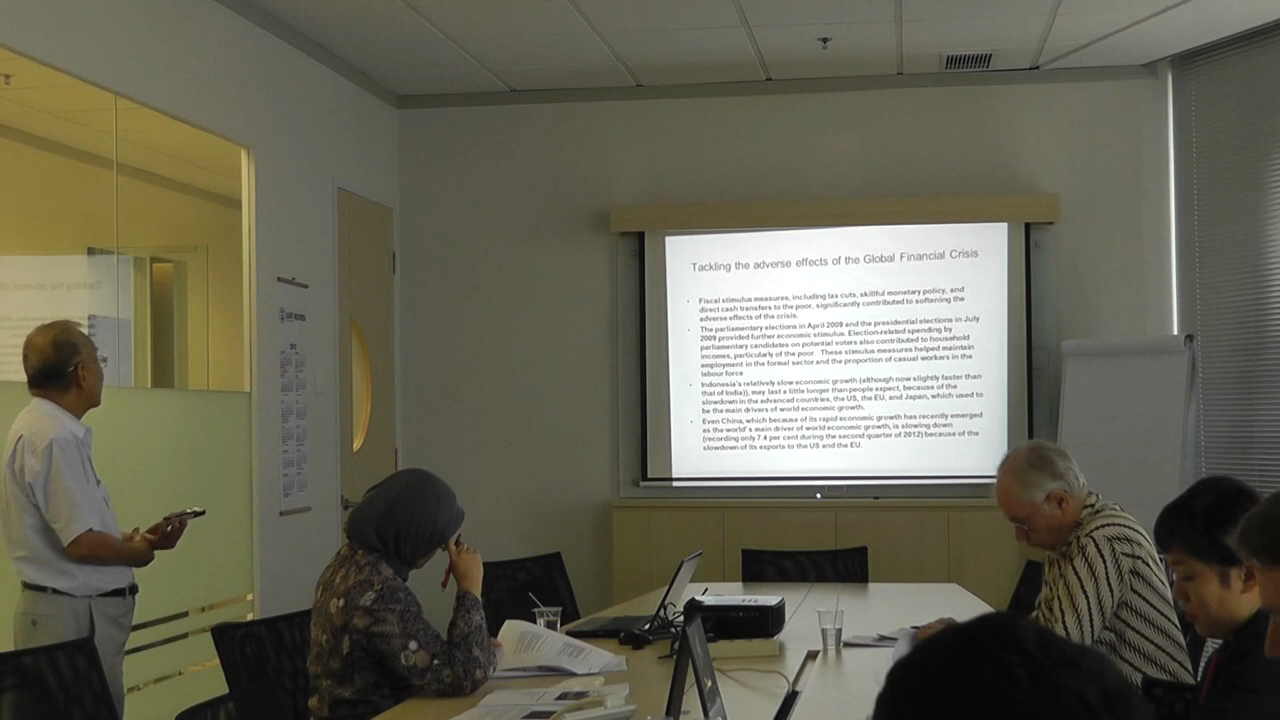 Tackling the adverse effects of the Global Financial Crisis
• Fiscal stimulus measures, including tax cuts, skillful monetary policy, and
direct cash transfers to the poor, significantly contributed to softening the
adverse effects of the crisis.
• The parliamentary elections in April 2009 and the presidential elections in July
2009 provided further economic stimulus. Election-related spending by
parliamentary candidates on potential voters also contributed to household
incomes, particularly of the poor. These stimulus measures helped maintain
employment in the formal sector and the proportion of casual workers in the
labour force
• Indonesia's relatively slow economic growth (although now slightly faster than
that of India)), may last a little longer than people expect, because of the
slowdown in the advanced countries, the US, the EU, and Japan, which used to
be the main drivers of world economic growth.
• Even China, which because of its rapid economic growth has recently emerged
as the world's main driver of world economic growth, is slowing down
(recording only 7.4 per cent during the second quarter of 2012) because of the
slowdown of its exports to the US and the EU.